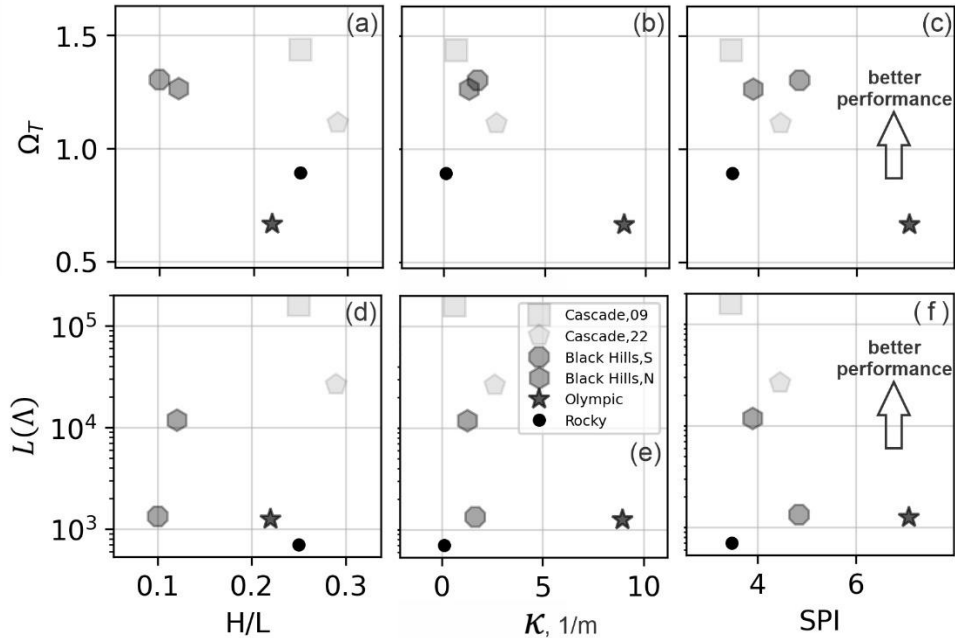 (a)
(b)
(c)
1.5
1.0
0.5
Ω_T
better
performance
(d)
(e)
(f)
10^5
10^4
10^3
L(Λ)
Cascade,09
Cascade,22
Black Hills,S
Black Hills,N
Olympic
Rocky
better
performance
0.1
0.2
0.3
0
5
10
4
6
H/L
κ, 1/m
SPI